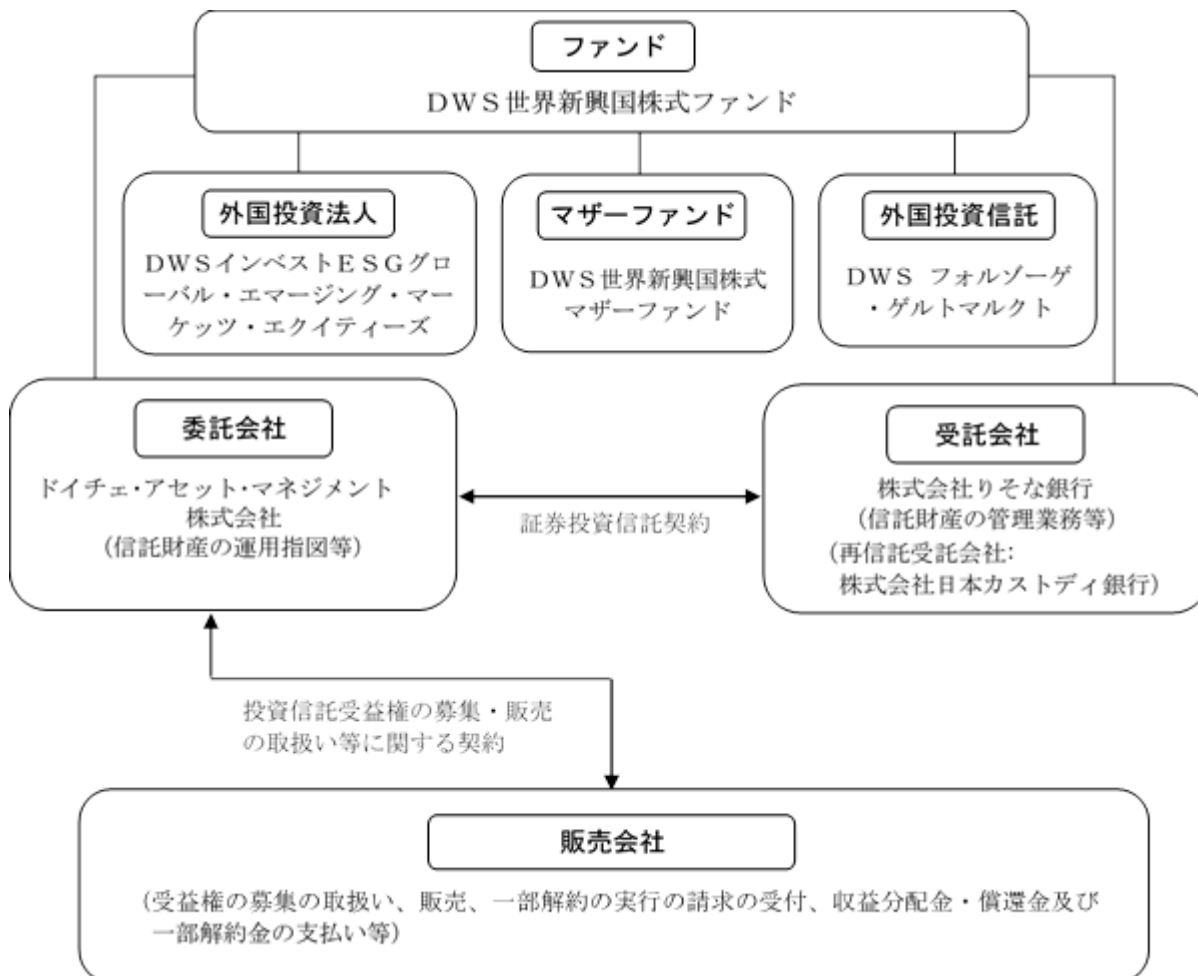 ファンド
DWS世界新興国株式ファンド
外国投資法人
DWSインベストESGグロ
ーバル・エマージング・マー
ケッツ・エクイティーズ
マザーファンド
DWS世界新興国株式
マザーファンド
外国投資信託
DWS フォルゾーゲ
・ゲルトマルクト
委託会社
ドイチェ・アセット・マネジメント
株式会社
(信託財産の運用指図等)
証券投資信託契約
受託会社
株式会社りそな銀行
(信託財産の管理業務等)
(再信託受託会社:
株式会社日本カストディ銀行)
投資信託受益権の募集・販売
の取扱い等に関する契約
販売会社
(受益権の募集の取扱い、販売、一部解約の実行の請求の受付、収益分配金・償還金及び
一部解約金の支払い等)